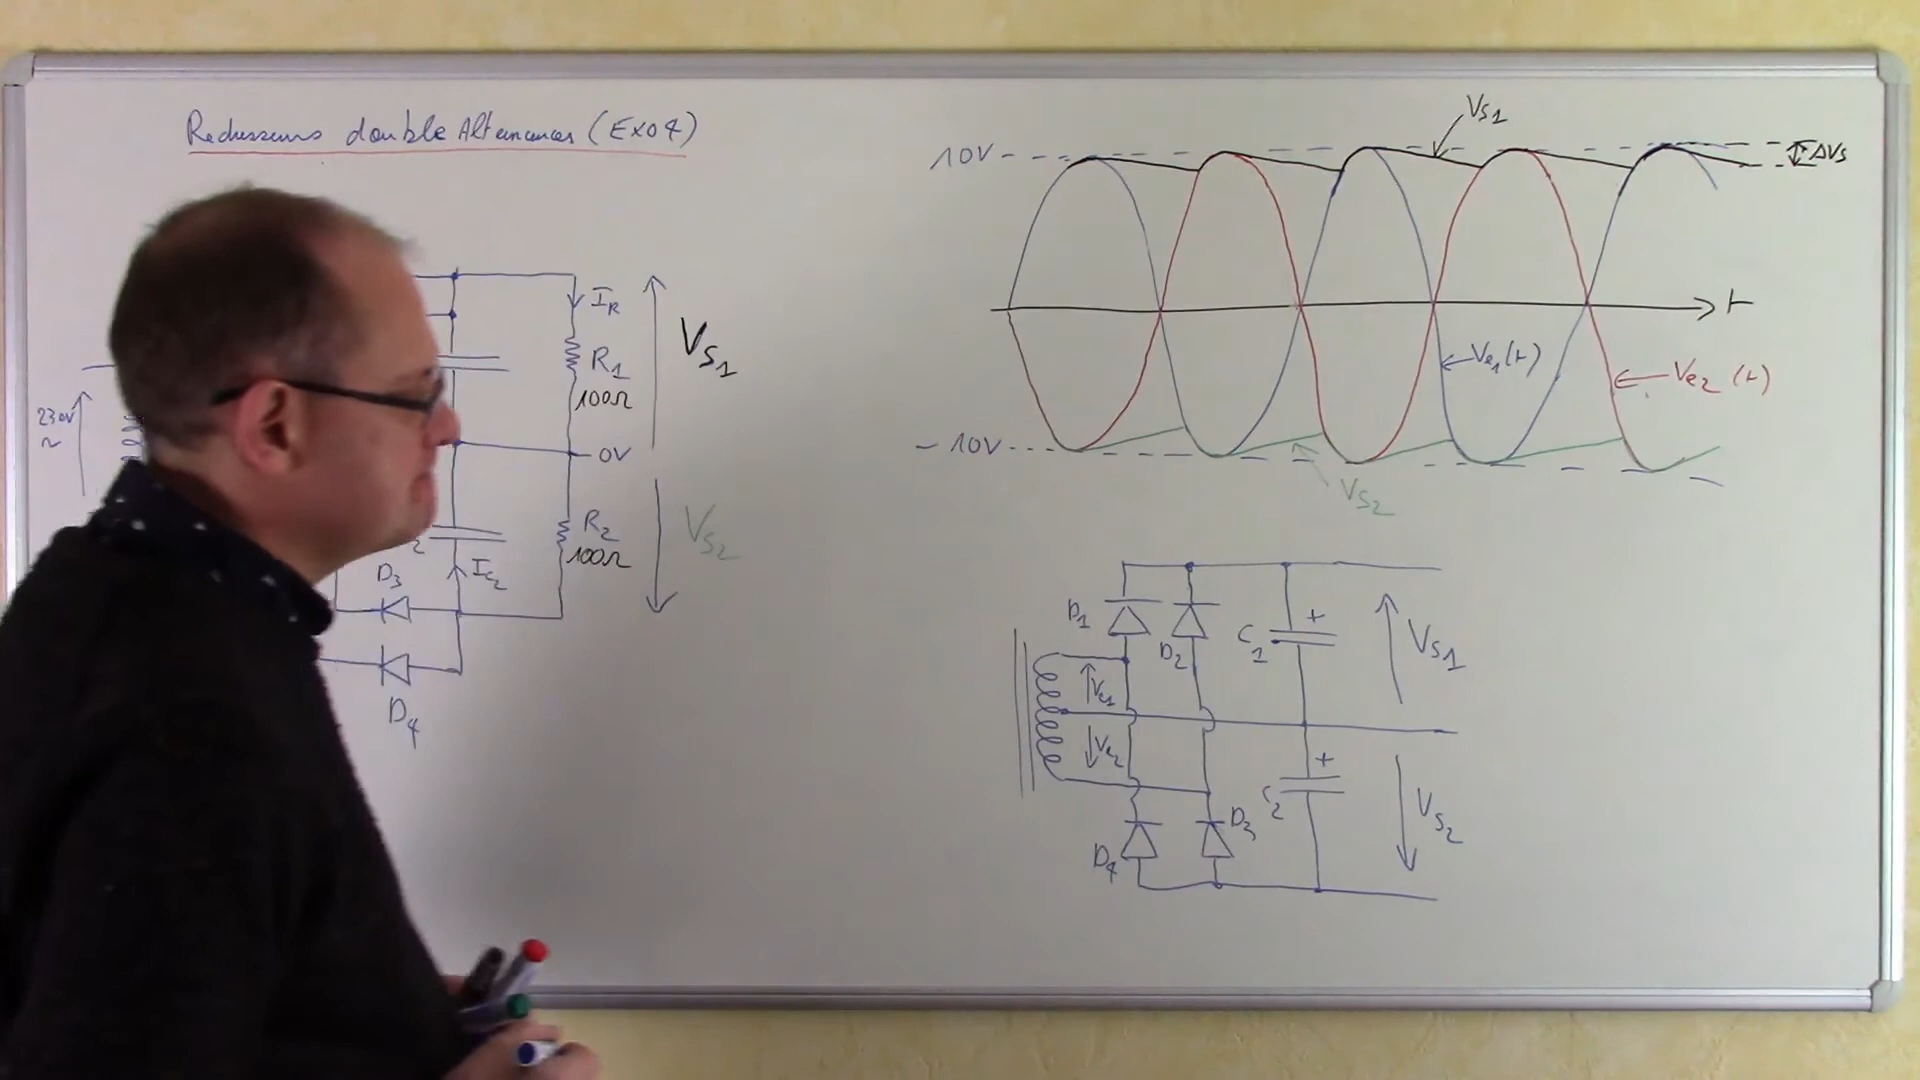 Redresseurs double Alternances (Exo4)
230V
~
IR
R1
100Ω
VS1
0V
R2
100Ω
VS2
2
IC2
D3
D4
10V
VS1
ΔVS
t
Ve1(t)
Ve2 (t)
-10V
VS2
D1
D2
C1
+
VS1
Ve1
Ve2
+
C2
VS2
D3
D4